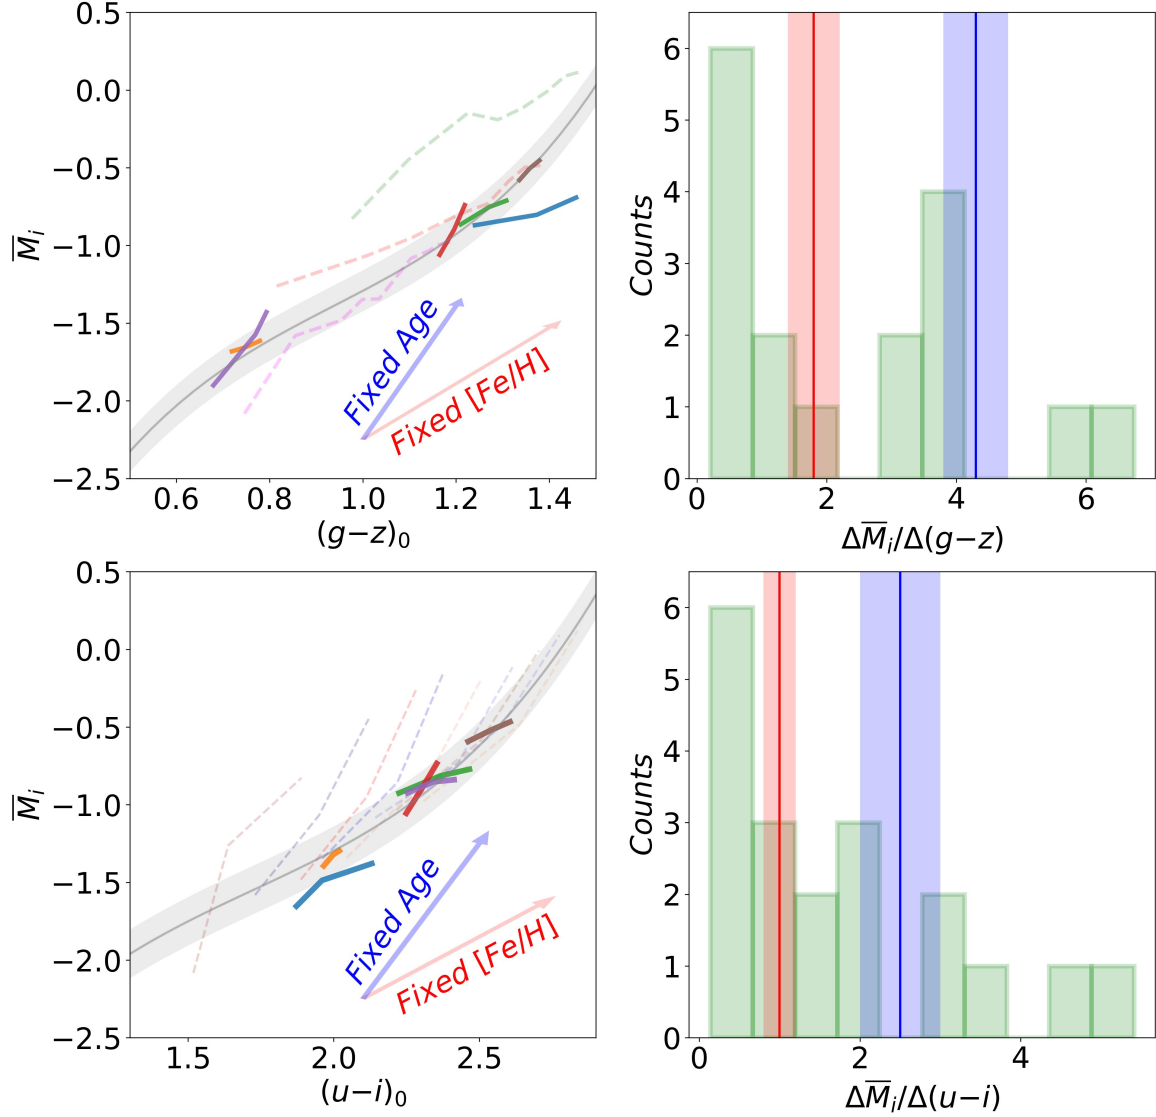 0.5
0.0
−0.5
−1.0
−1.5
−2.0
−2.5
M̅ᵢ
0.6 0.8 1.0 1.2 1.4
(g−z)₀
Fixed Age
Fixed [Fe/H]
6
5
4
3
2
1
0
Counts
0 2 4 6
ΔM̅ᵢ/Δ(g−z)
0.5
0.0
−0.5
−1.0
−1.5
−2.0
−2.5
M̅ᵢ
1.5 2.0 2.5
(u−i)₀
Fixed Age
Fixed [Fe/H]
6
5
4
3
2
1
0
Counts
0 2 4
ΔM̅ᵢ/Δ(u−i)